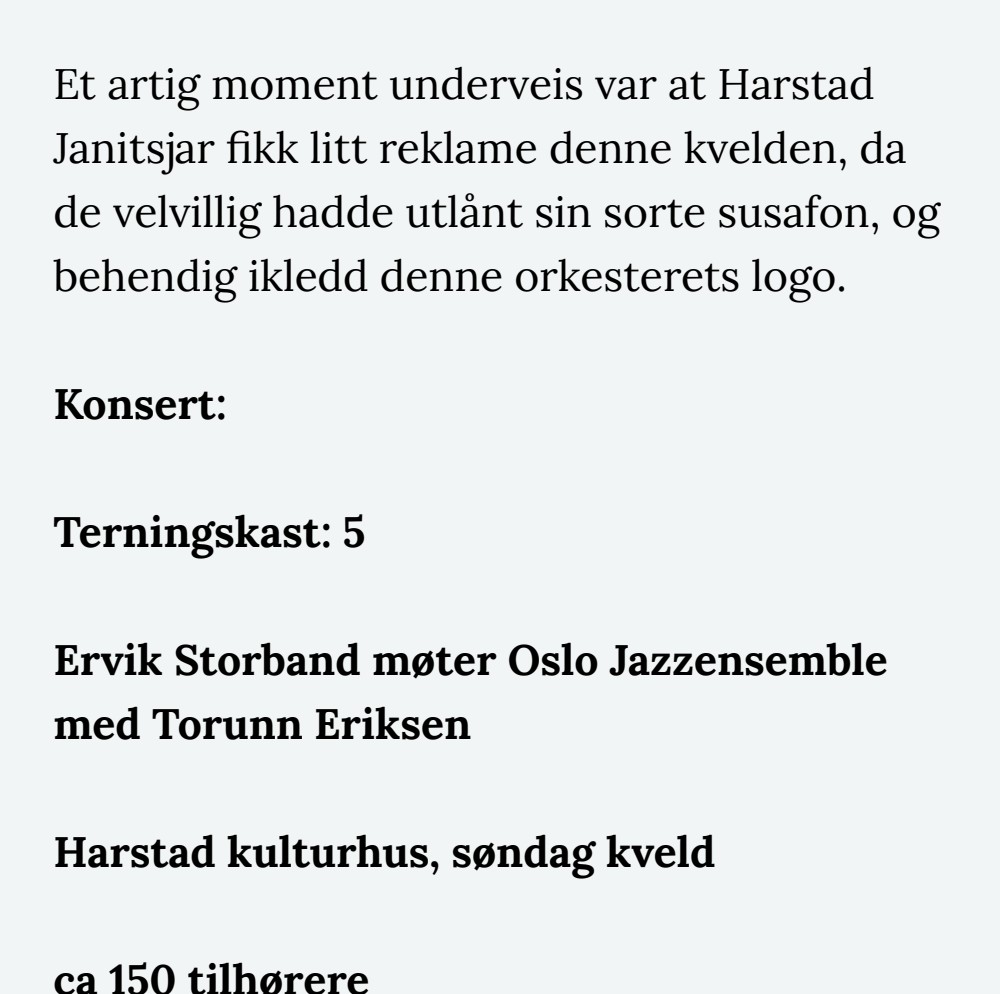 Et artig moment underveis var at Harstad
Janitsjar fikk litt reklame denne kvelden, da
de velvillig hadde utlånt sin sorte susafon, og
behendig ikledd denne orkesterets logo.
Konsert:
Terningskast: 5
Ervik Storband møter Oslo Jazzensemble
med Torunn Eriksen
Harstad kulturhus, søndag kveld
ca 150 tilhørere